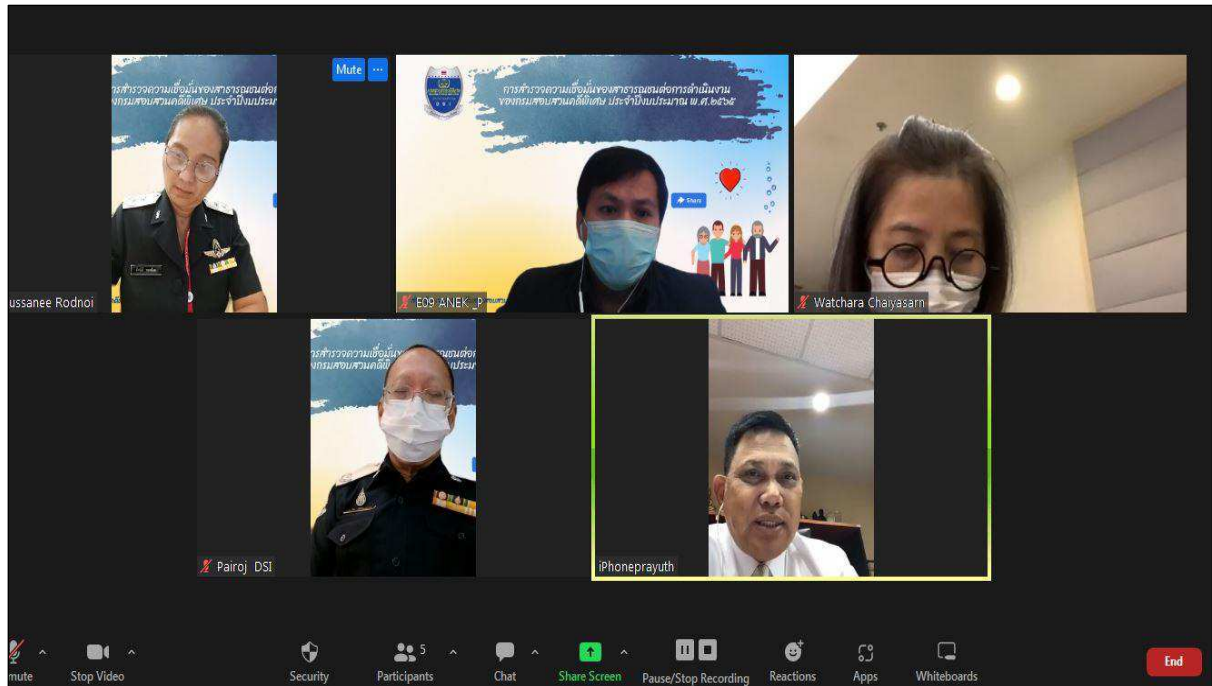 Mute ...
การสำรวจความเชื่อมั่นของสาธารณชนต่อการดำเนินงาน
ของกรมสอบสวนคดีพิเศษ ประจำปีงบประมาณ พ.ศ.๒๕๖๕
DSI
Share
ussanee Rodnoi
E09 ANEK _P
Watchara Chaiyasarn
Pairoj DSI
iPhoneprayuth
mute
Stop Video
Security
5
Participants
Chat
Share Screen
Pause/Stop Recording
Reactions
Apps
Whiteboards
End